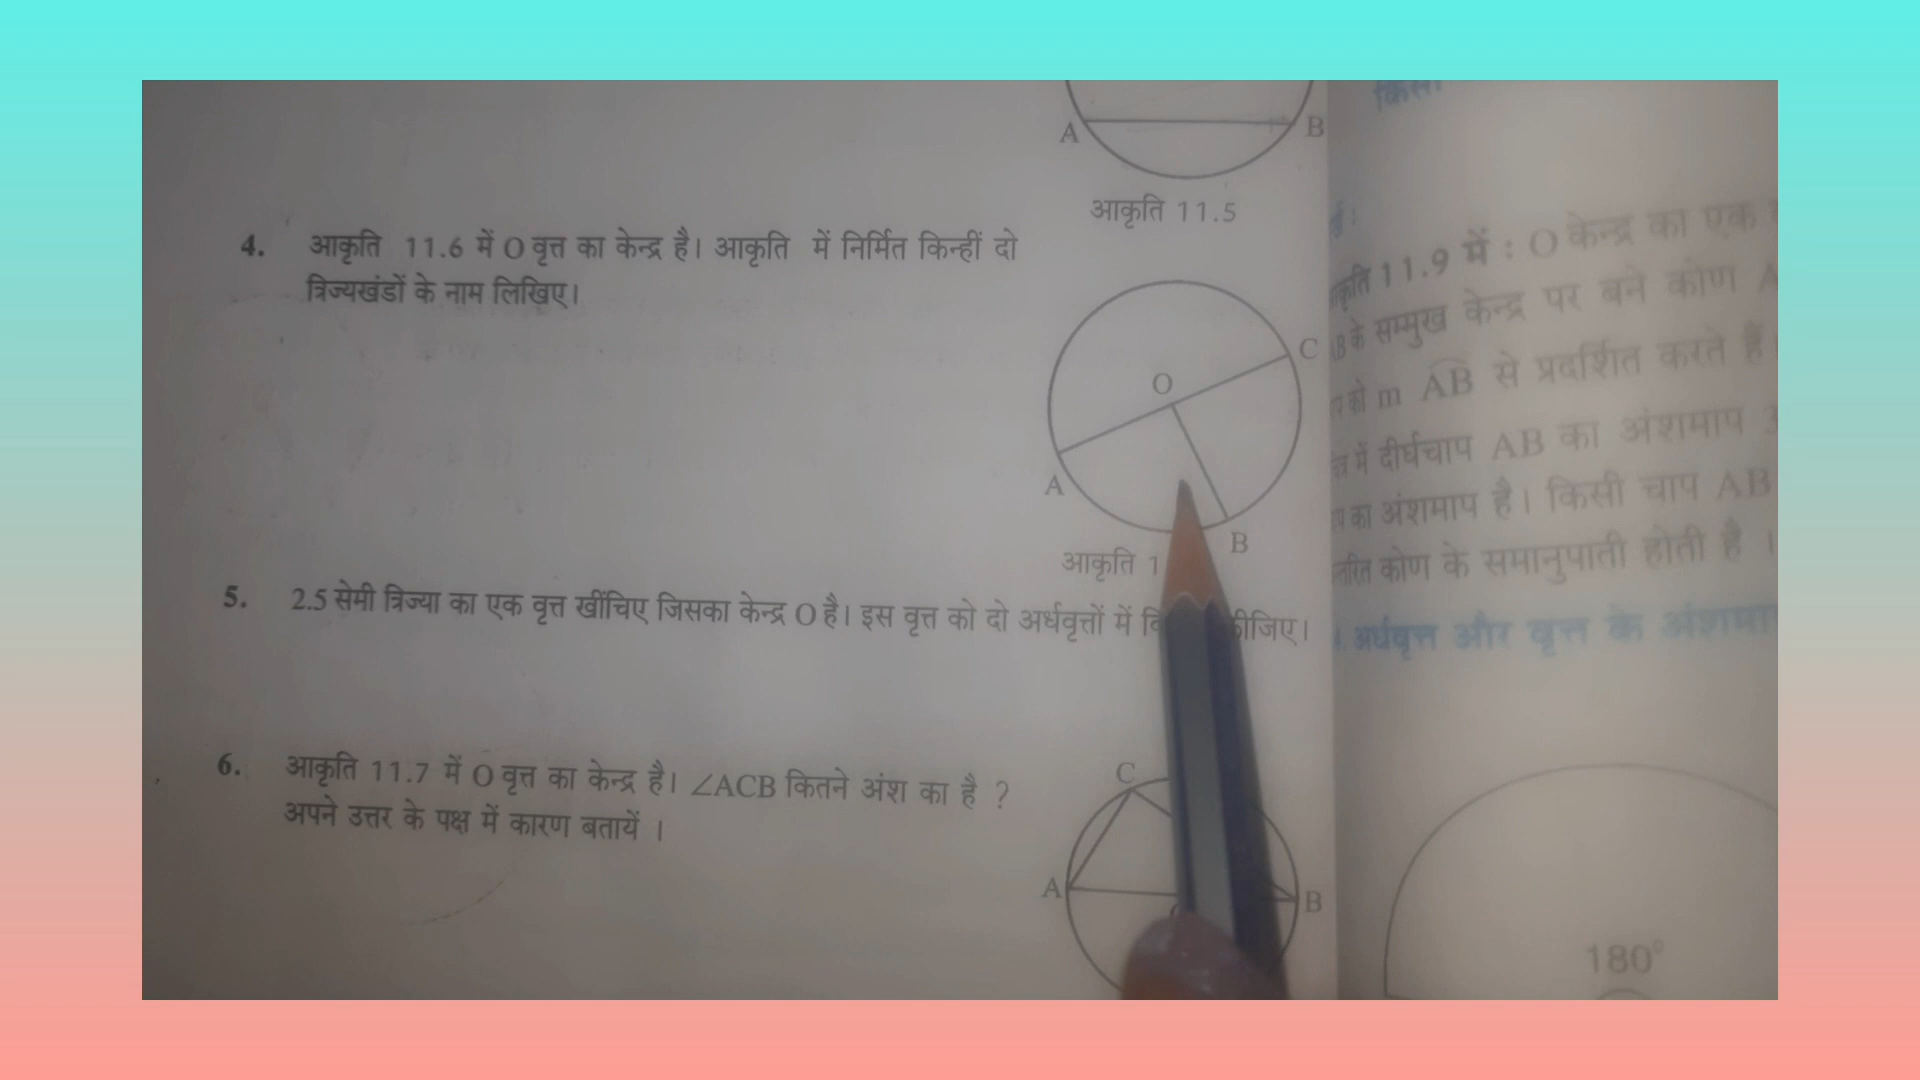 A
B
आकृति 11.5
4. आकृति 11.6 में O वृत्त का केन्द्र है। आकृति में निर्मित किन्हीं दो
त्रिज्यखंडों के नाम लिखिए।
C
O
A
B
आकृति 1
5. 2.5 सेमी त्रिज्या का एक वृत्त खींचिए जिसका केन्द्र O है। इस वृत्त को दो अर्धवृत्तों में
6. आकृति 11.7 में O वृत्त का केन्द्र है। ∠ACB कितने अंश का है ?
अपने उत्तर के पक्ष में कारण बतायें ।
C
A
B
किसी
11.9 में : O केन्द्र का एक
के सम्मुख केन्द्र पर बने कोण A
को m AB से प्रदर्शित करते हैं।
में दीर्घचाप AB का अंशमाप
का अंशमाप है। किसी चाप AB
कोण के समानुपाती होती है ।
अर्धवृत्त और वृत्त के अंशमाप
180°